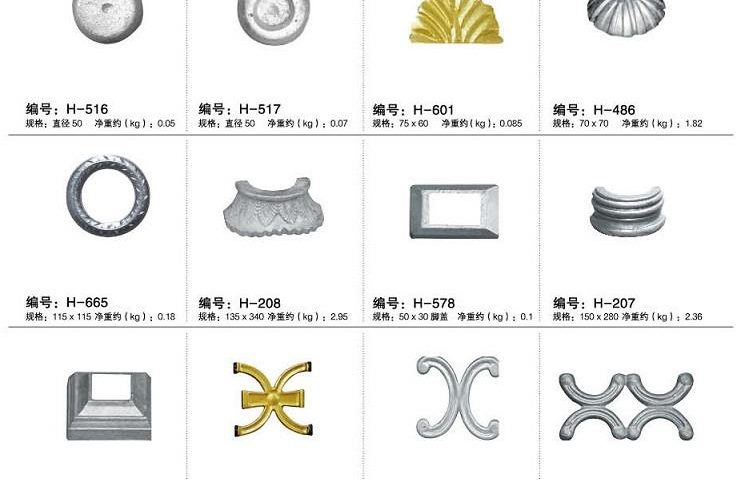 编号：H-516
规格：直径 50 净重约（kg）：0.05
编号：H-517
规格：直径 50 净重约（kg）：0.07
编号：H-601
规格：75 x 60 净重约（kg）：0.085
编号：H-486
规格：70 x 70 净重约（kg）：1.82
编号：H-665
规格：115 x 115 净重约（kg）：0.18
编号：H-208
规格：135 x 340 净重约（kg）：2.95
编号：H-578
规格：50 x 30 脚盖 净重约（kg）：0.1
编号：H-207
规格：150 x 280 净重约（kg）：2.36